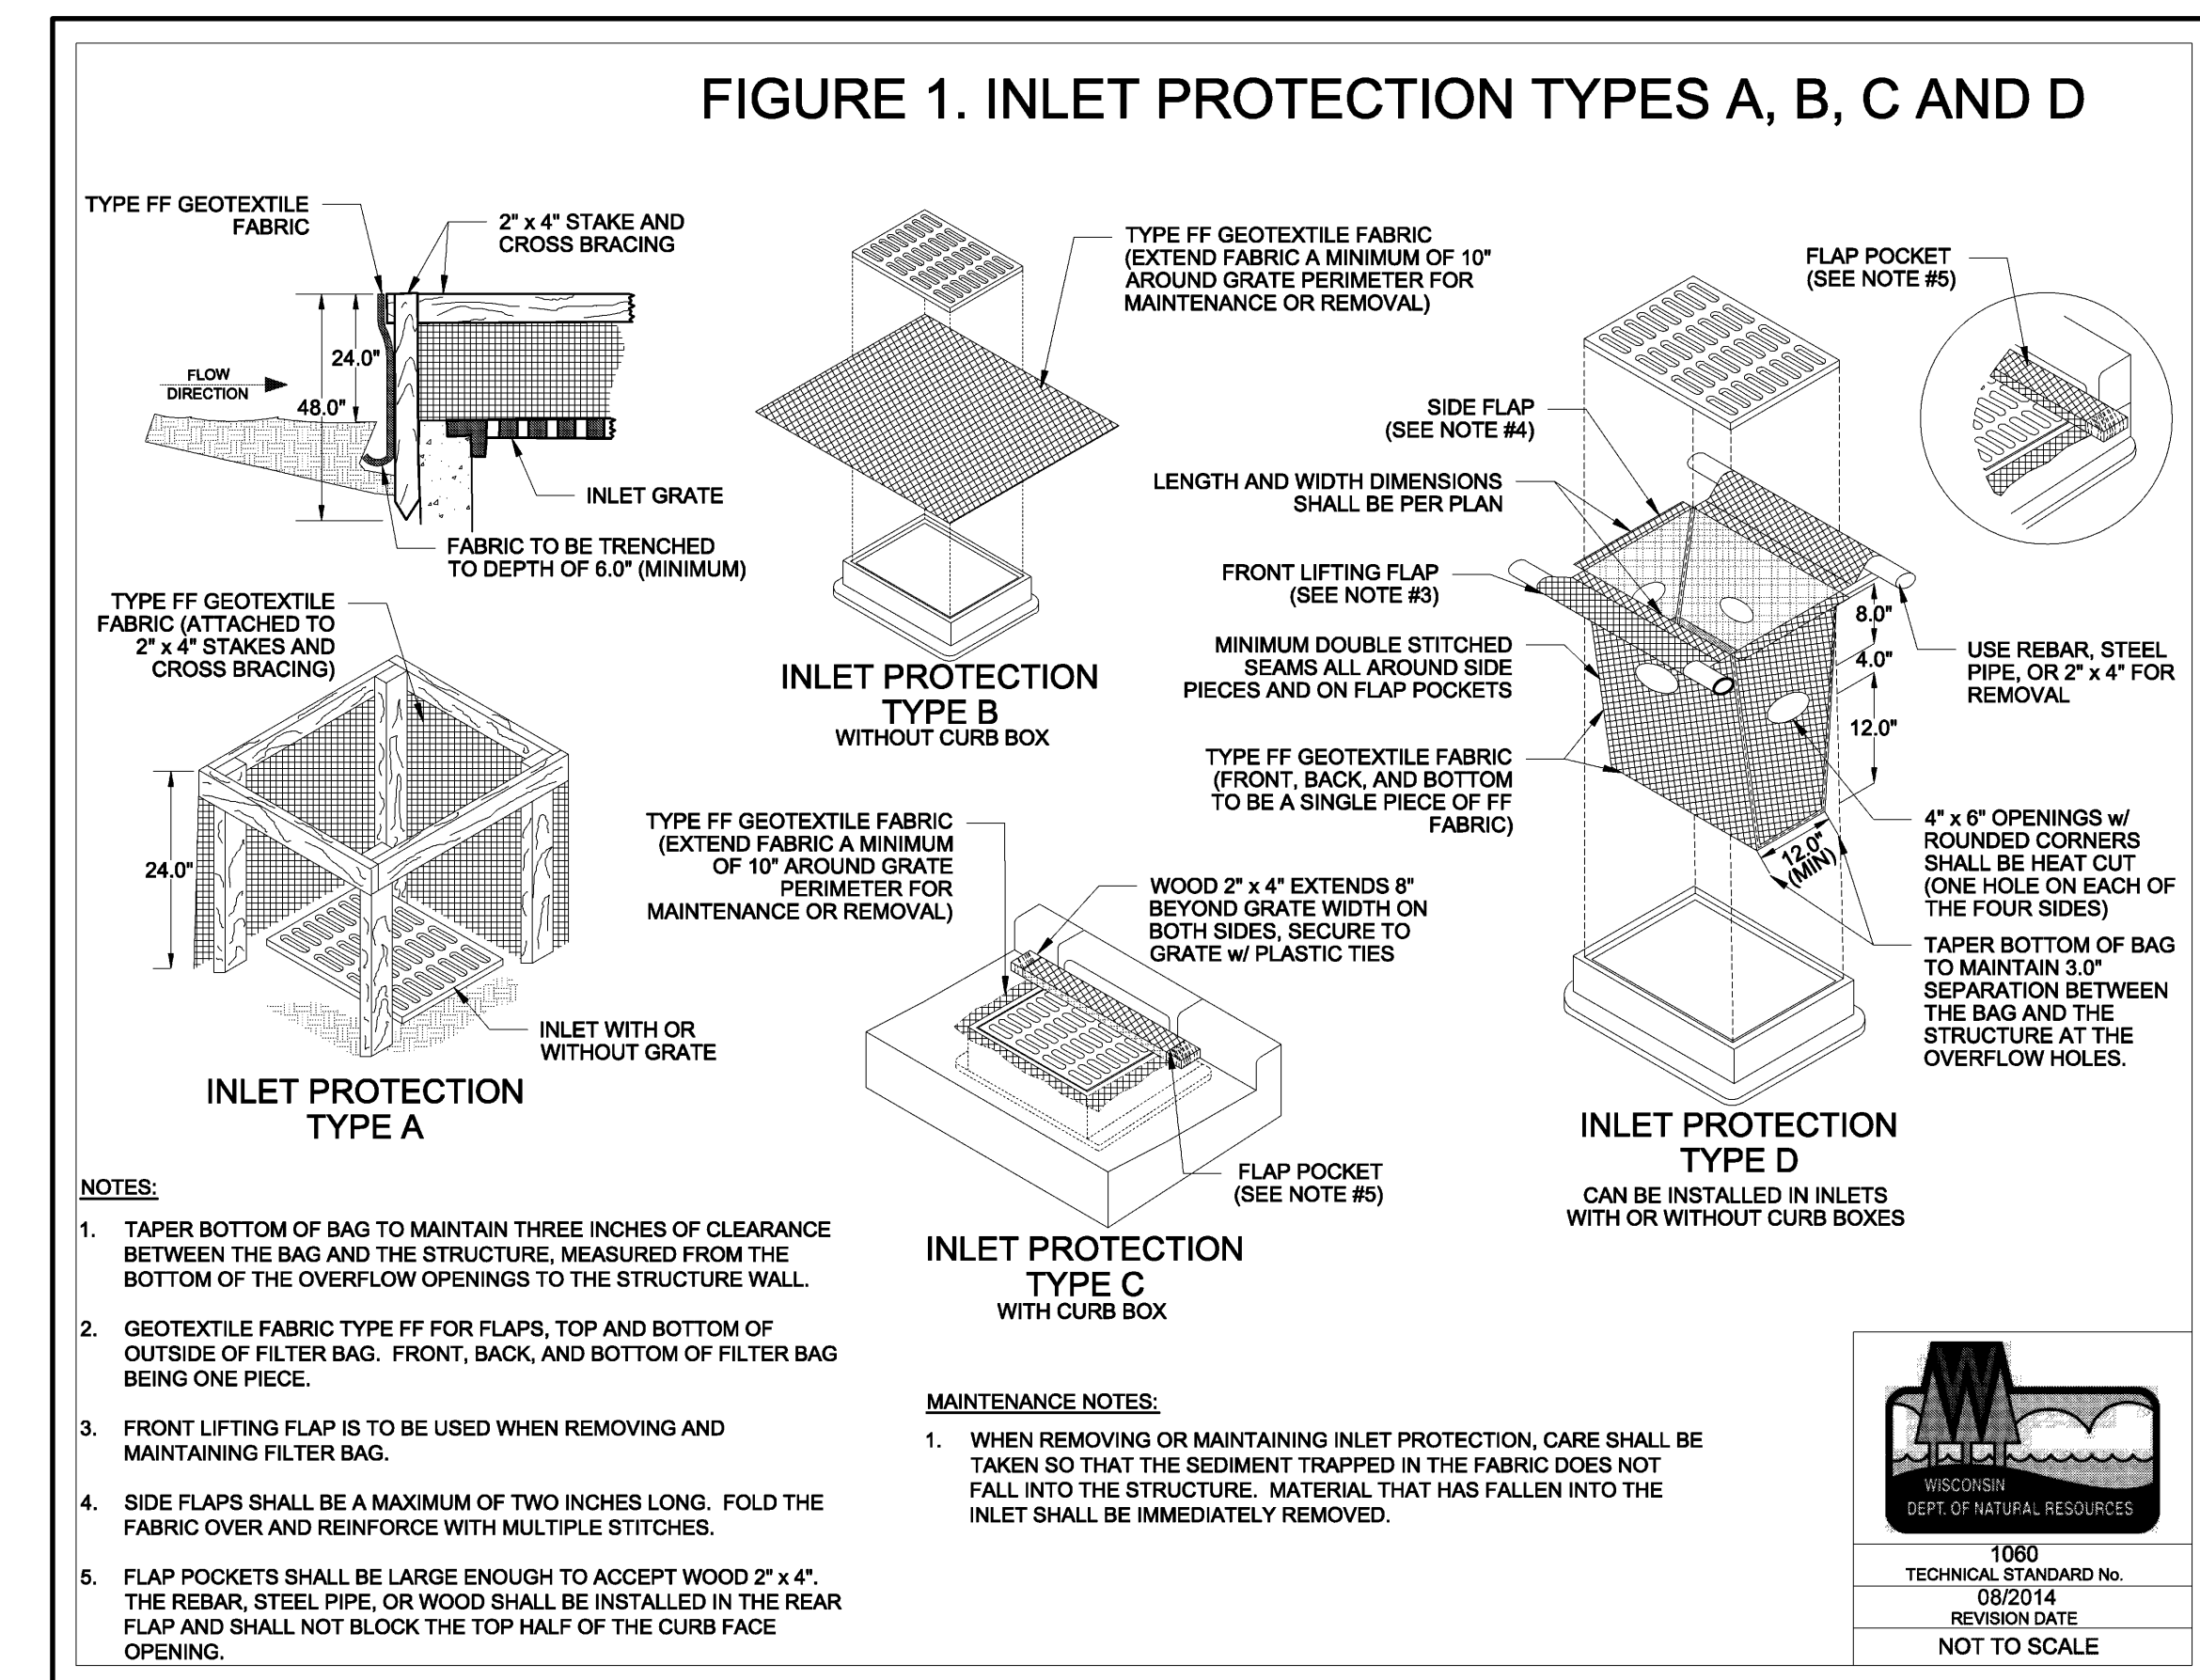 FIGURE 1. INLET PROTECTION TYPES A, B, C AND D
TYPE FF GEOTEXTILE
FABRIC
2" x 4" STAKE AND
CROSS BRACING
24.0"
FLOW
DIRECTION
48.0"
INLET GRATE
FABRIC TO BE TRENCHED
TO DEPTH OF 6.0" (MINIMUM)
TYPE FF GEOTEXTILE
FABRIC (ATTACHED TO
2" x 4" STAKES AND
CROSS BRACING)
24.0"
INLET WITH OR
WITHOUT GRATE
INLET PROTECTION
TYPE A
TYPE FF GEOTEXTILE FABRIC
(EXTEND FABRIC A MINIMUM OF 10"
AROUND GRATE PERIMETER FOR
MAINTENANCE OR REMOVAL)
INLET PROTECTION
TYPE B
WITHOUT CURB BOX
TYPE FF GEOTEXTILE FABRIC
(EXTEND FABRIC A MINIMUM
OF 10" AROUND GRATE
PERIMETER FOR
MAINTENANCE OR REMOVAL)
WOOD 2" x 4" EXTENDS 8"
BEYOND GRATE WIDTH ON
BOTH SIDES, SECURE TO
GRATE w/ PLASTIC TIES
FLAP POCKET
(SEE NOTE #5)
INLET PROTECTION
TYPE C
WITH CURB BOX
FLAP POCKET
(SEE NOTE #5)
SIDE FLAP
(SEE NOTE #4)
LENGTH AND WIDTH DIMENSIONS
SHALL BE PER PLAN
FRONT LIFTING FLAP
(SEE NOTE #3)
MINIMUM DOUBLE STITCHED
SEAMS ALL AROUND SIDE
PIECES AND ON FLAP POCKETS
TYPE FF GEOTEXTILE FABRIC
(FRONT, BACK, AND BOTTOM
TO BE A SINGLE PIECE OF FF
FABRIC)
8.0"
4.0"
12.0"
12.0"
(MIN)
USE REBAR, STEEL
PIPE, OR 2" x 4" FOR
REMOVAL
4" x 6" OPENINGS w/
ROUNDED CORNERS
SHALL BE HEAT CUT
(ONE HOLE ON EACH OF
THE FOUR SIDES)
TAPER BOTTOM OF BAG
TO MAINTAIN 3.0"
SEPARATION BETWEEN
THE BAG AND THE
STRUCTURE AT THE
OVERFLOW HOLES.
INLET PROTECTION
TYPE D
CAN BE INSTALLED IN INLETS
WITH OR WITHOUT CURB BOXES
NOTES:
1. TAPER BOTTOM OF BAG TO MAINTAIN THREE INCHES OF CLEARANCE
BETWEEN THE BAG AND THE STRUCTURE, MEASURED FROM THE
BOTTOM OF THE OVERFLOW OPENINGS TO THE STRUCTURE WALL.
2. GEOTEXTILE FABRIC TYPE FF FOR FLAPS, TOP AND BOTTOM OF
OUTSIDE OF FILTER BAG. FRONT, BACK, AND BOTTOM OF FILTER BAG
BEING ONE PIECE.
3. FRONT LIFTING FLAP IS TO BE USED WHEN REMOVING AND
MAINTAINING FILTER BAG.
4. SIDE FLAPS SHALL BE A MAXIMUM OF TWO INCHES LONG. FOLD THE
FABRIC OVER AND REINFORCE WITH MULTIPLE STITCHES.
5. FLAP POCKETS SHALL BE LARGE ENOUGH TO ACCEPT WOOD 2" x 4".
THE REBAR, STEEL PIPE, OR WOOD SHALL BE INSTALLED IN THE REAR
FLAP AND SHALL NOT BLOCK THE TOP HALF OF THE CURB FACE
OPENING.
MAINTENANCE NOTES:
1. WHEN REMOVING OR MAINTAINING INLET PROTECTION, CARE SHALL BE
TAKEN SO THAT THE SEDIMENT TRAPPED IN THE FABRIC DOES NOT
FALL INTO THE STRUCTURE. MATERIAL THAT HAS FALLEN INTO THE
INLET SHALL BE IMMEDIATELY REMOVED.
WISCONSIN
DEPT. OF NATURAL RESOURCES
1060
TECHNICAL STANDARD No.
08/2014
REVISION DATE
NOT TO SCALE